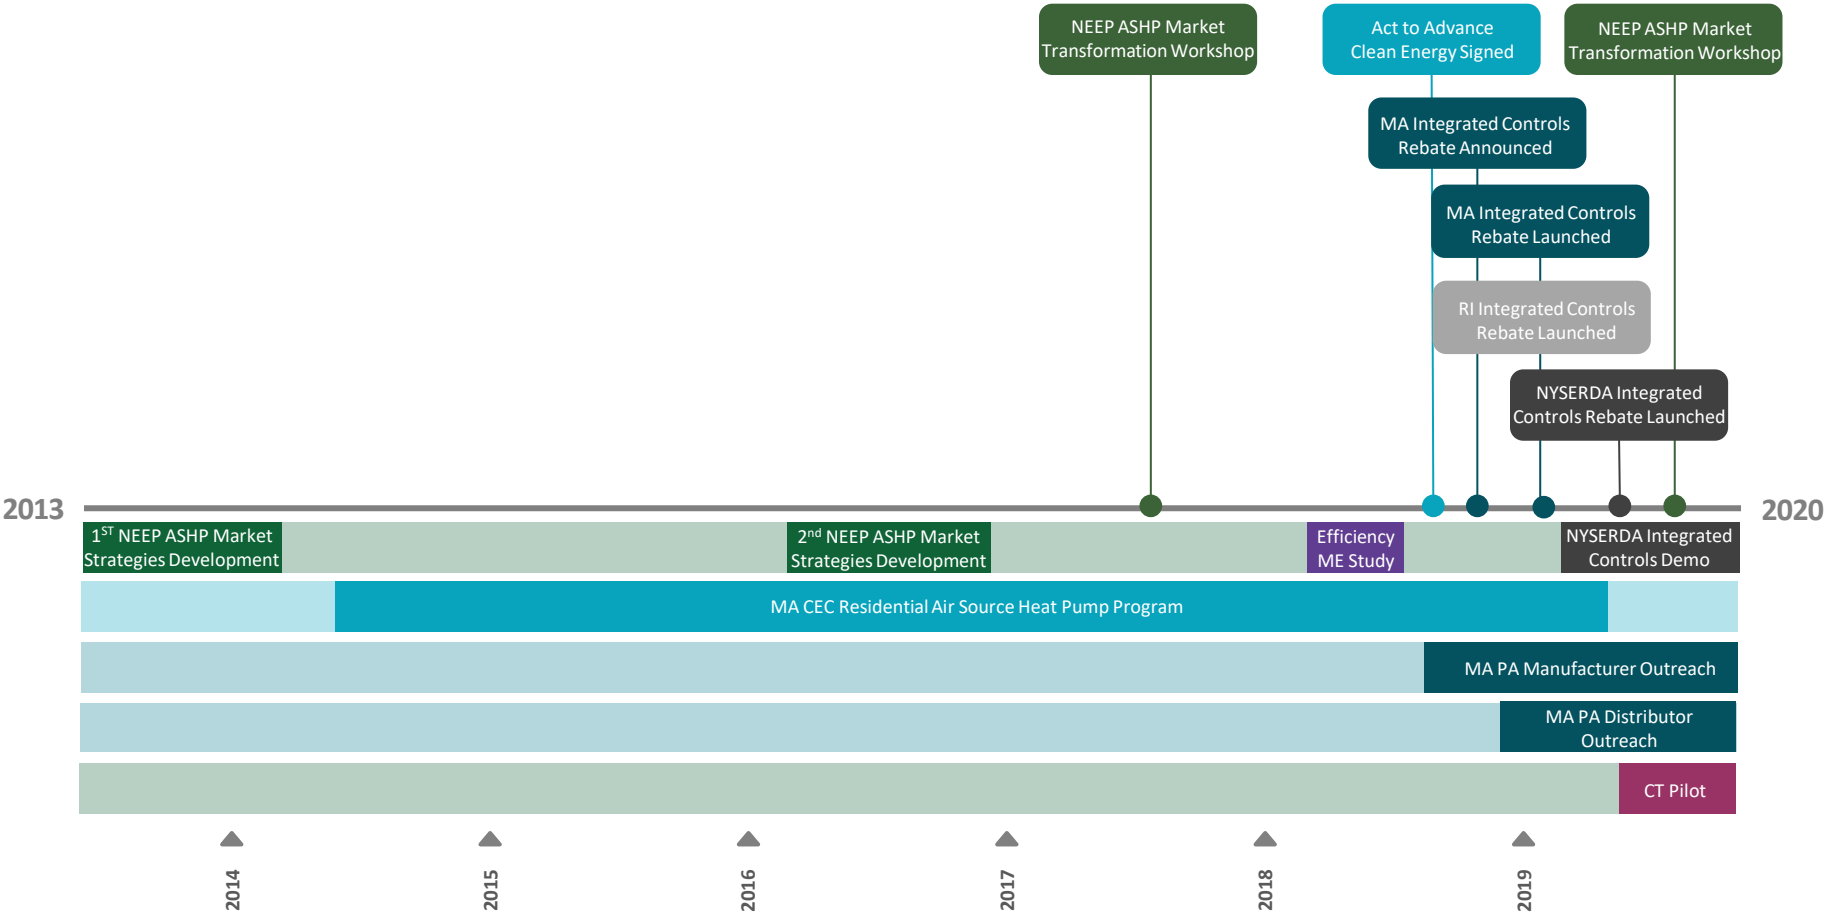 NEEP ASHP Market
Transformation Workshop
Act to Advance
Clean Energy Signed
NEEP ASHP Market
Transformation Workshop
MA Integrated Controls
Rebate Announced
MA Integrated Controls
Rebate Launched
RI Integrated Controls
Rebate Launched
NYSERDA Integrated
Controls Rebate Launched
2013
2020
1ST NEEP ASHP Market
Strategies Development
2nd NEEP ASHP Market
Strategies Development
Efficiency
ME Study
NYSERDA Integrated
Controls Demo
MA CEC Residential Air Source Heat Pump Program
MA PA Manufacturer Outreach
MA PA Distributor
Outreach
CT Pilot
2014
2015
2016
2017
2018
2019